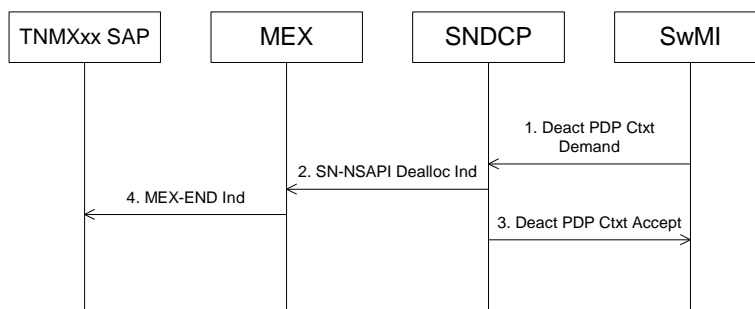 TNMXxx SAP
MEX
SNDCP
SwMI
1. Deact PDP Ctxt
Demand
2. SN-NSAPI Dealloc Ind
4. MEX-END Ind
3. Deact PDP Ctxt Accept